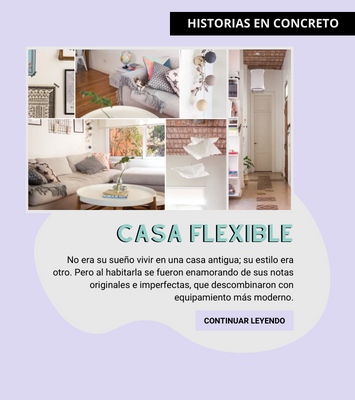 HISTORIAS EN CONCRETO
CASA FLEXIBLE
No era su sueño vivir en una casa antigua; su estilo era
otro. Pero al habitarla se fueron enamorando de sus notas
originales e imperfectas, que descombinaron con
equipamiento más moderno.
CONTINUAR LEYENDO